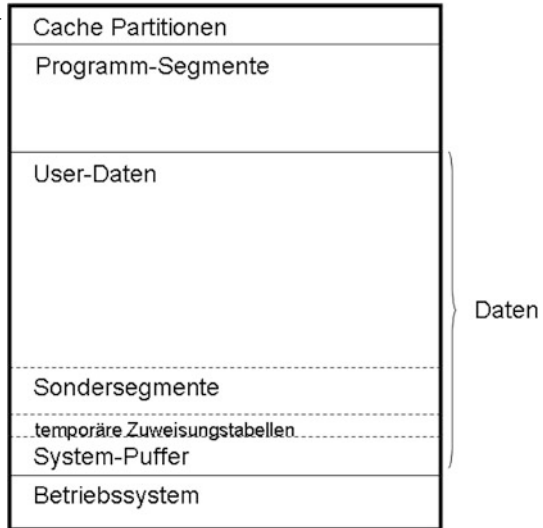 Cache Partitionen
Programm-Segmente
User-Daten
Daten
Sondersegmente
temporäre Zuweisungstabellen
System-Puffer
Betriebssystem